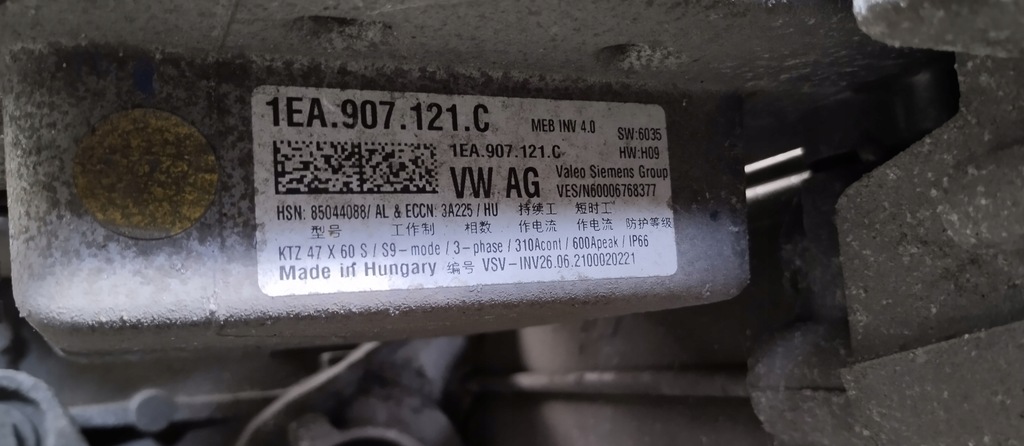 1EA.907.121.C MEB INV 4.0 SW:6035
1EA.907.121.C HW:H09
VW AG Valeo Siemens Group
VES/N60006768377
HSN: 85044088/ AL & ECCN: 3A225 / HU 持续工 短时工
型号 工作制 相数 作电流 作电流 防护等级
KTZ 47 X 60 S / S9-mode / 3-phase / 310Acont / 600Apeak / IP66
Made in Hungary 编号 VSV-INV26.06.2100020221